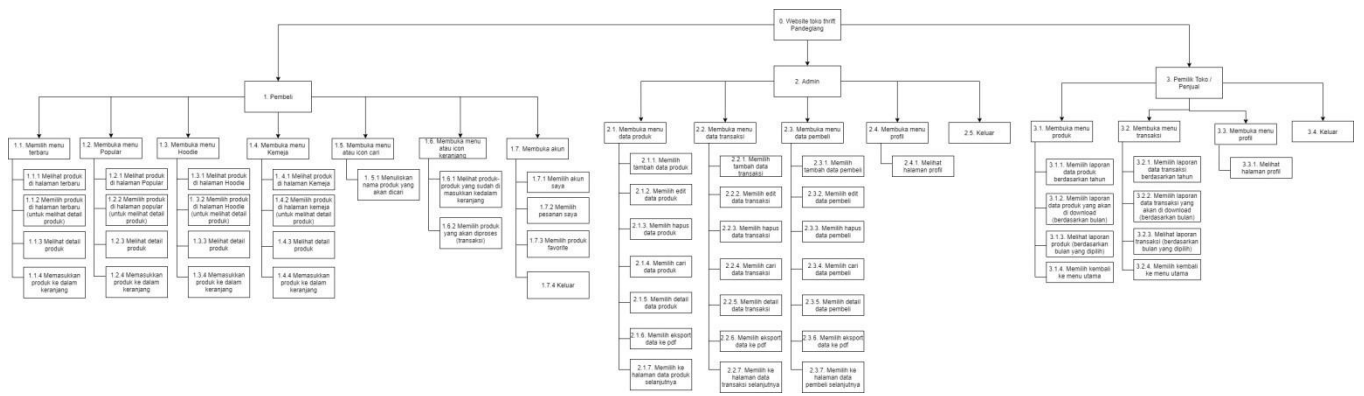 0. Website toko thrift
Pandeglang
1. Pembeli
2. Admin
3. Pemilik Toko /
Penjual
1.1. Memilih menu
terbaru
1.2. Membuka menu
Popular
1.3. Membuka menu
Hoodie
1.4. Membuka menu
Kemeja
1.5. Membuka menu
atau icon cari
1.6. Membuka menu
atau icon
keranjang
1.7. Membuka akun
2.1. Membuka menu
data produk
2.2. Membuka menu
data transaksi
2.3. Membuka menu
data pembeli
2.4. Membuka menu
profil
2.5. Keluar
3.1. Membuka menu
produk
3.2. Membuka menu
transaksi
3.3. Membuka menu
profil
3.4. Keluar
1.1.1 Melihat produk
di halaman terbaru
1.1.2 Memilih produk
di halaman terbaru
(untuk melihat detail
produk)
1.1.3 Melihat detail
produk
1.1.4 Memasukkan
produk ke dalam
keranjang
1.2.1 Melihat produk
di halaman Popular
1.2.2 Memilih produk
di halaman popular
(untuk melihat detail
produk)
1.2.3 Melihat detail
produk
1.2.4 Memasukkan
produk ke dalam
keranjang
1.3.1 Melihat produk
di halaman Hoodie
1. 3.2 Memilih produk
di halaman Hoodie
(untuk melihat detail
produk)
1.3.3 Melihat detail
produk
1.3.4 Memasukkan
produk ke dalam
keranjang
1. 4.1 Melihat produk
di halaman Kemeja
1.4.2 Memilih produk
di halaman kemeja
(untuk melihat detail
produk)
1.4.3 Melihat detail
produk
1.4.4 Memasukkan
produk ke dalam
keranjang
1. 5.1 Menuliskan
nama produk yang
akan dicari
1.6.1 Melihat produk-
produk yang sudah di
masukkan kedalam
keranjang
1.6.2 Memilih produk
yang akan diproses
(transaksi)
1.7.1 Memilih akun
saya
1.7.2 Memilih
pesanan saya
1.7.3 Memilih produk
favorite
1.7.4 Keluar
2.1.1. Memilih
tambah data produk
2.1.2. Memilih edit
data produk
2.1.3. Memilih hapus
data produk
2.1.4. Memilih cari
data produk
2.1.5. Memilih detail
data produk
2.1.6. Memilih eksport
data ke pdf
2.1.7. Memilih ke
halaman data produk
selanjutnya
2.2.1. Memilih
tambah data
transaksi
2.2.2. Memilih edit
data transaksi
2.2.3. Memilih hapus
data transaksi
2.2.4. Memilih cari
data transaksi
2.2.5. Memilih detail
data transaksi
2.2.6. Memilih eksport
data ke pdf
2.2.7. Memilih ke
halaman data
transaksi selanjutnya
2.3.1. Memilih
tambah data pembeli
2.3.2. Memilih edit
data pembeli
2.3.3. Memilih hapus
data pembeli
2.3.4. Memilih cari
data pembeli
2.3.5. Memilih detail
data pembeli
2.3.6. Memilih eksport
data ke pdf
2.3.7. Memilih ke
halaman data
pembeli selanjutnya
2.4.1. Melihat
halaman profil
3.1.1. Memilih laporan
data produk
berdasarkan tahun
3.1.2. Memilih laporan
data produk yang akan
di download
(berdasarkan bulan)
3.1.3. Melihat laporan
produk (berdasarkan
bulan yang dipilih)
3.1.4. Memilih kembali
ke menu utama
3.2.1. Memilih laporan
data transaksi
berdasarkan tahun
3.2.2. Memilih laporan
data transaksi yang
akan di download
(berdasarkan bulan)
3.2.3. Melihat laporan
transaksi (berdasarkan
bulan yang dipilih)
3.2.4. Memilih kembali
ke menu utama
3.3.1. Melihat
halaman profil